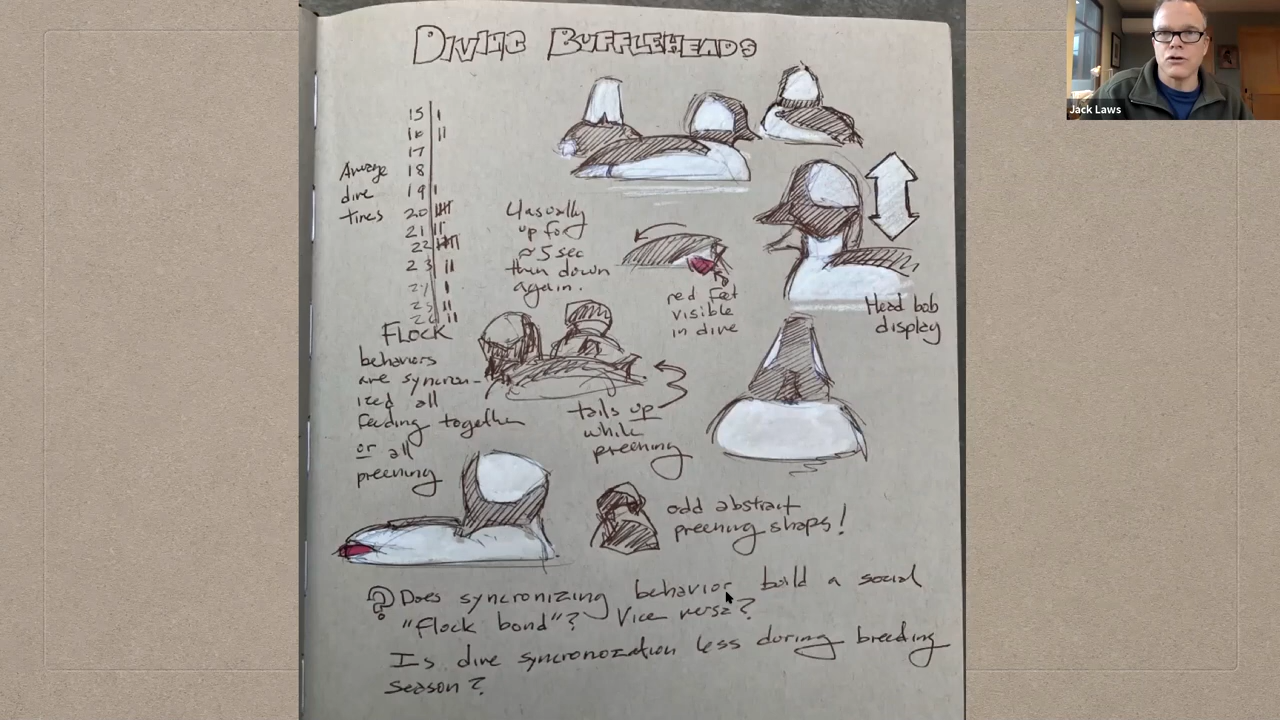 DIVING BUFFLEHEADS
Jack Laws
Average
dive
times
15 |
16 ||
17
18
19 |
20
21 ||
22
23 ||
24 |
25 ||
26 ||
Usually
up for
≈5 sec
then down
again.
red feet
visible
in dive
Head bob
display
FLOCK
behaviors
are syncron-
ized all
feeding together
or all
preening
tails up
while
preening
odd abstract
preening shaps!
? Does syncronizing behavior build a social
"flock bond"? Vice versa?
Is dive syncronozation less during breeding
season?